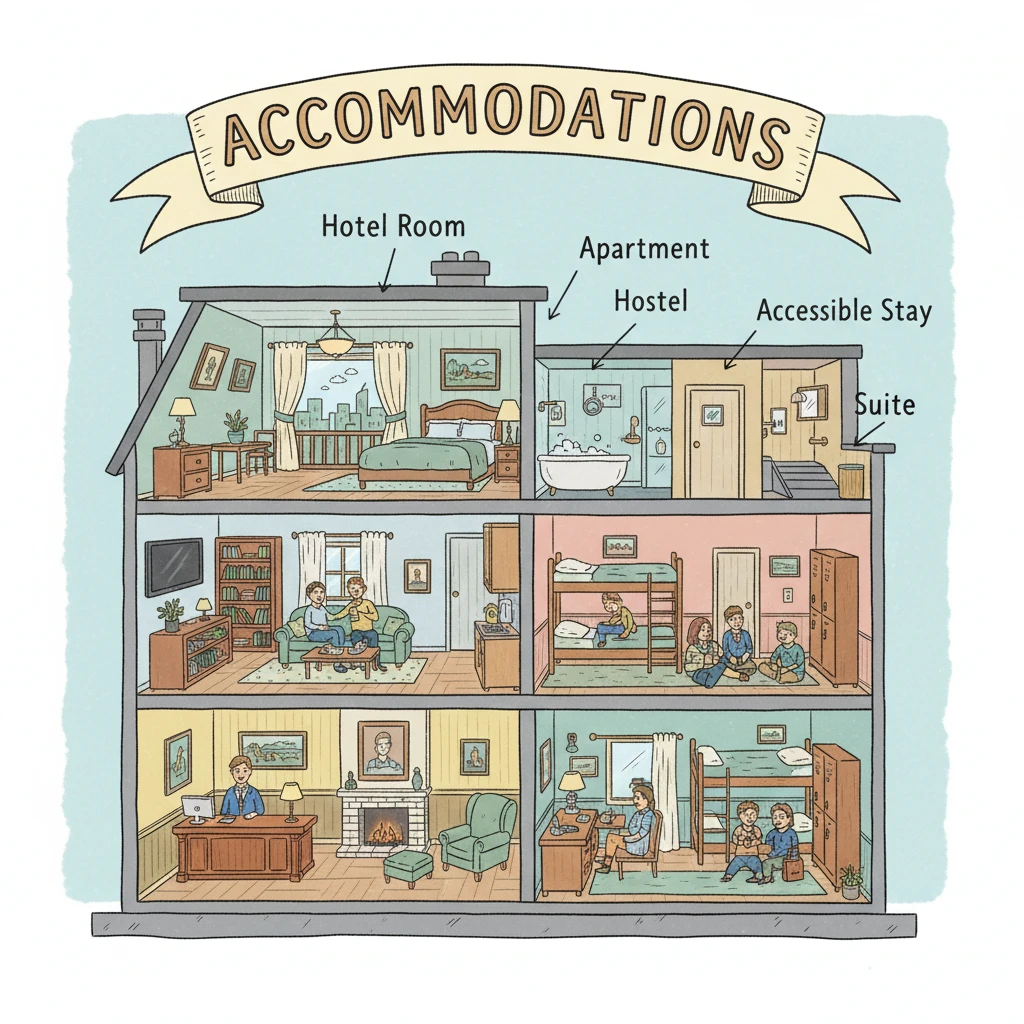 ACCOMMODATIONS
Hotel Room
Apartment
Hostel
Accessible Stay
Suite